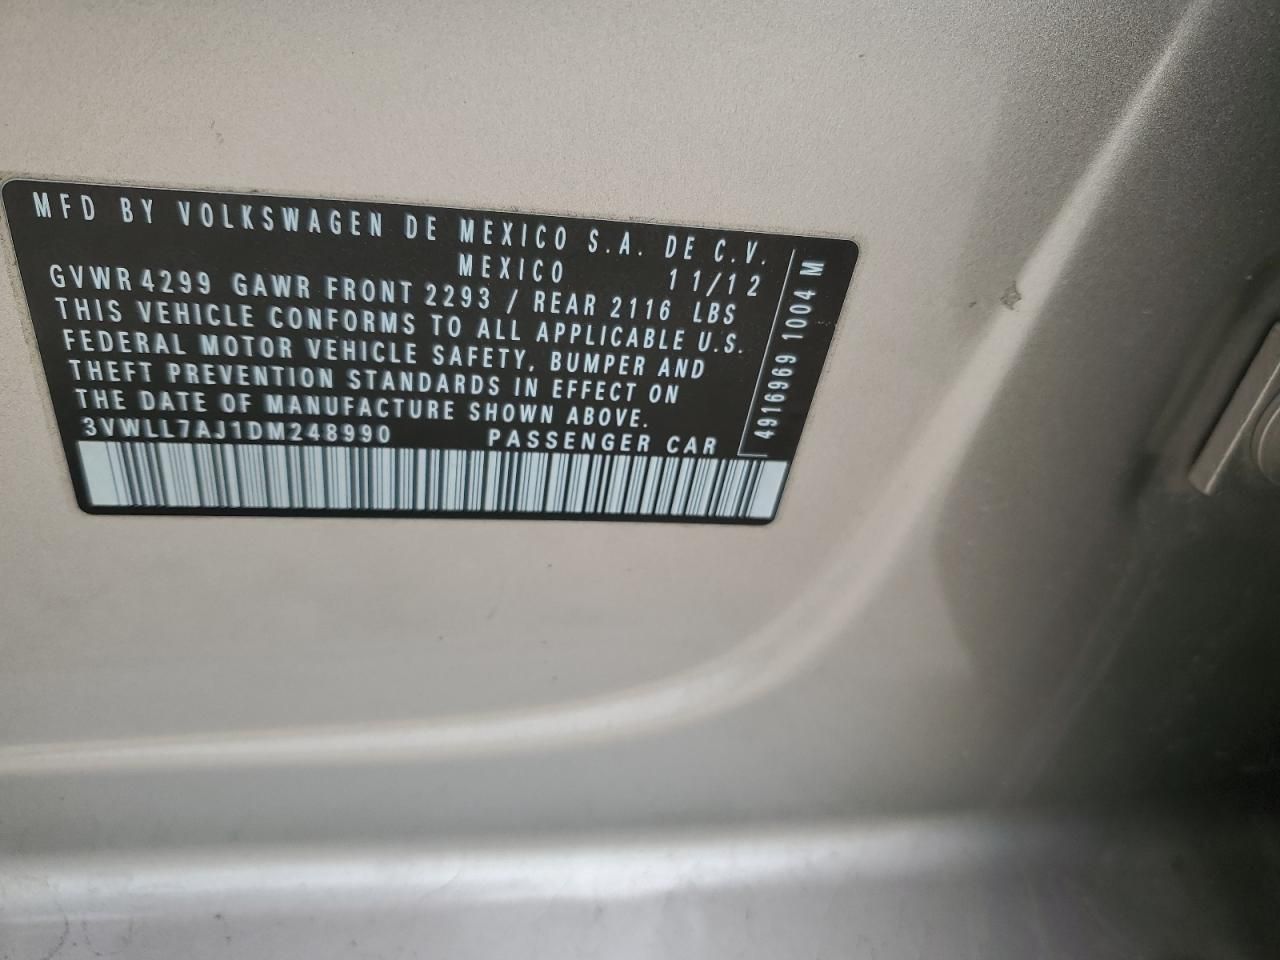 MFD BY VOLKSWAGEN DE MEXICO S.A. DE C.V.
MEXICO 11/12
GVWR 4299 GAWR FRONT 2293 / REAR 2116 LBS
THIS VEHICLE CONFORMS TO ALL APPLICABLE U.S.
FEDERAL MOTOR VEHICLE SAFETY, BUMPER AND
THEFT PREVENTION STANDARDS IN EFFECT ON
THE DATE OF MANUFACTURE SHOWN ABOVE.
3VWLL7AJ1DM248990 PASSENGER CAR
4916969 1004 M